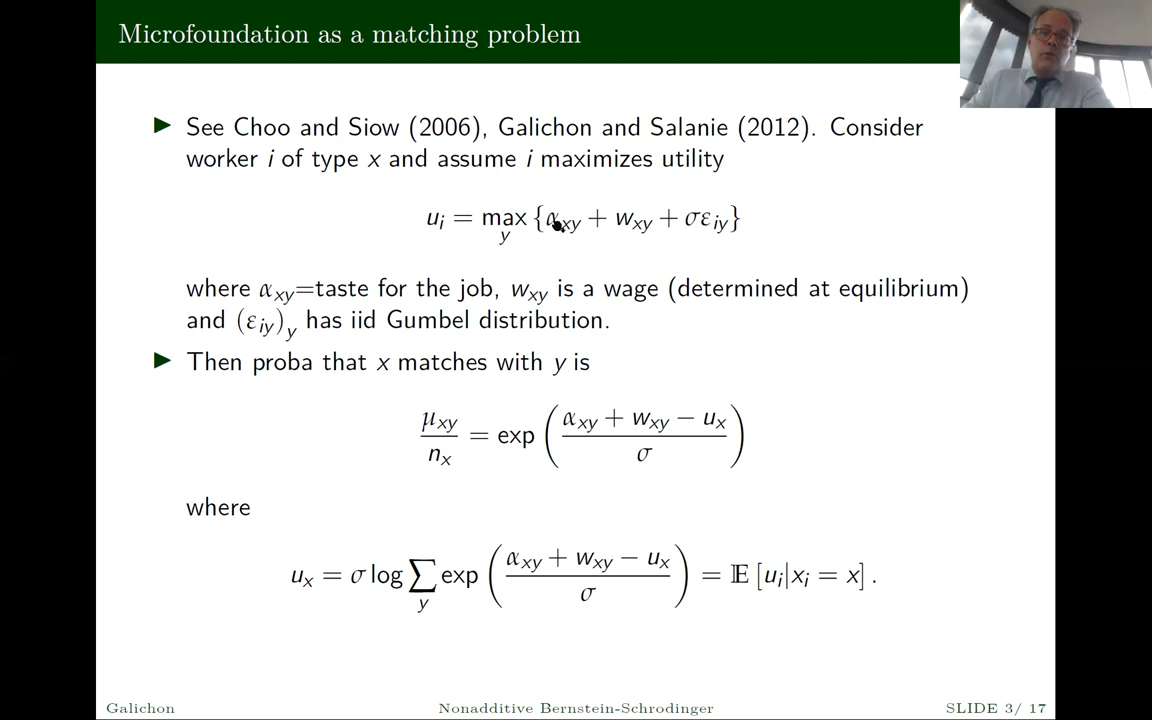 Microfoundation as a matching problem
▶ See Choo and Siow (2006), Galichon and Salanie (2012). Consider
worker i of type x and assume i maximizes utility
u_i = max_y {α_xy + w_xy + σε_iy}
where α_xy=taste for the job, w_xy is a wage (determined at equilibrium)
and (ε_iy)_y has iid Gumbel distribution.
▶ Then proba that x matches with y is
μ_xy / n_x = exp ( (α_xy + w_xy − u_x) / σ )
where
u_x = σ log ∑_y exp ( (α_xy + w_xy − u_x) / σ ) = 𝔼 [u_i|x_i = x] .
Galichon Nonadditive Bernstein-Schrodinger SLIDE 3/ 17